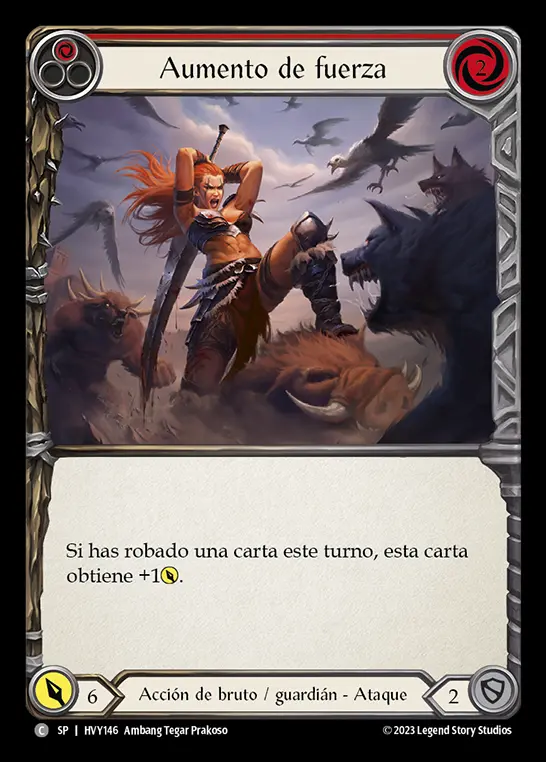 Aumento de fuerza
2
Si has robado una carta este turno, esta carta
obtiene +1.
6
Acción de bruto / guardián - Ataque
2
C SP | HVY146 Ambang Tegar Prakoso
© 2023 Legend Story Studios